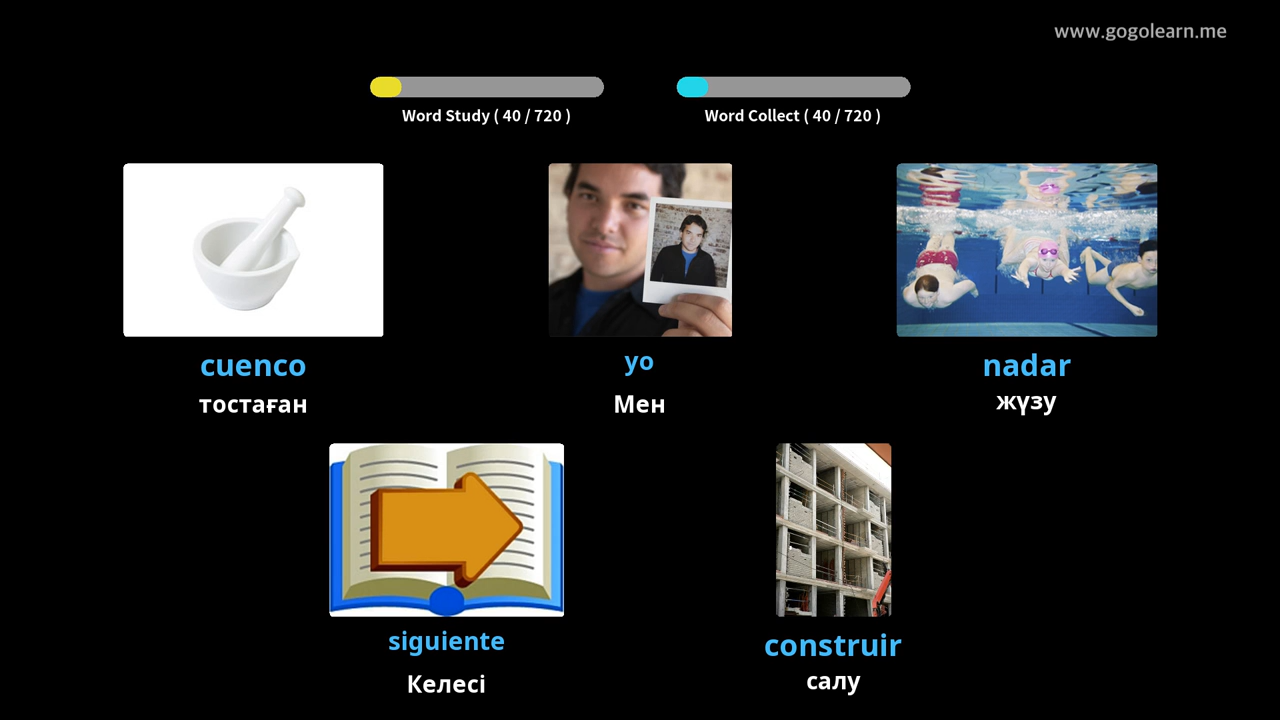 www.gogolearn.me
Word Study ( 40 / 720 )
Word Collect ( 40 / 720 )
cuenco
тостаған
yo
Мен
nadar
жүзу
siguiente
Келесі
construir
салу